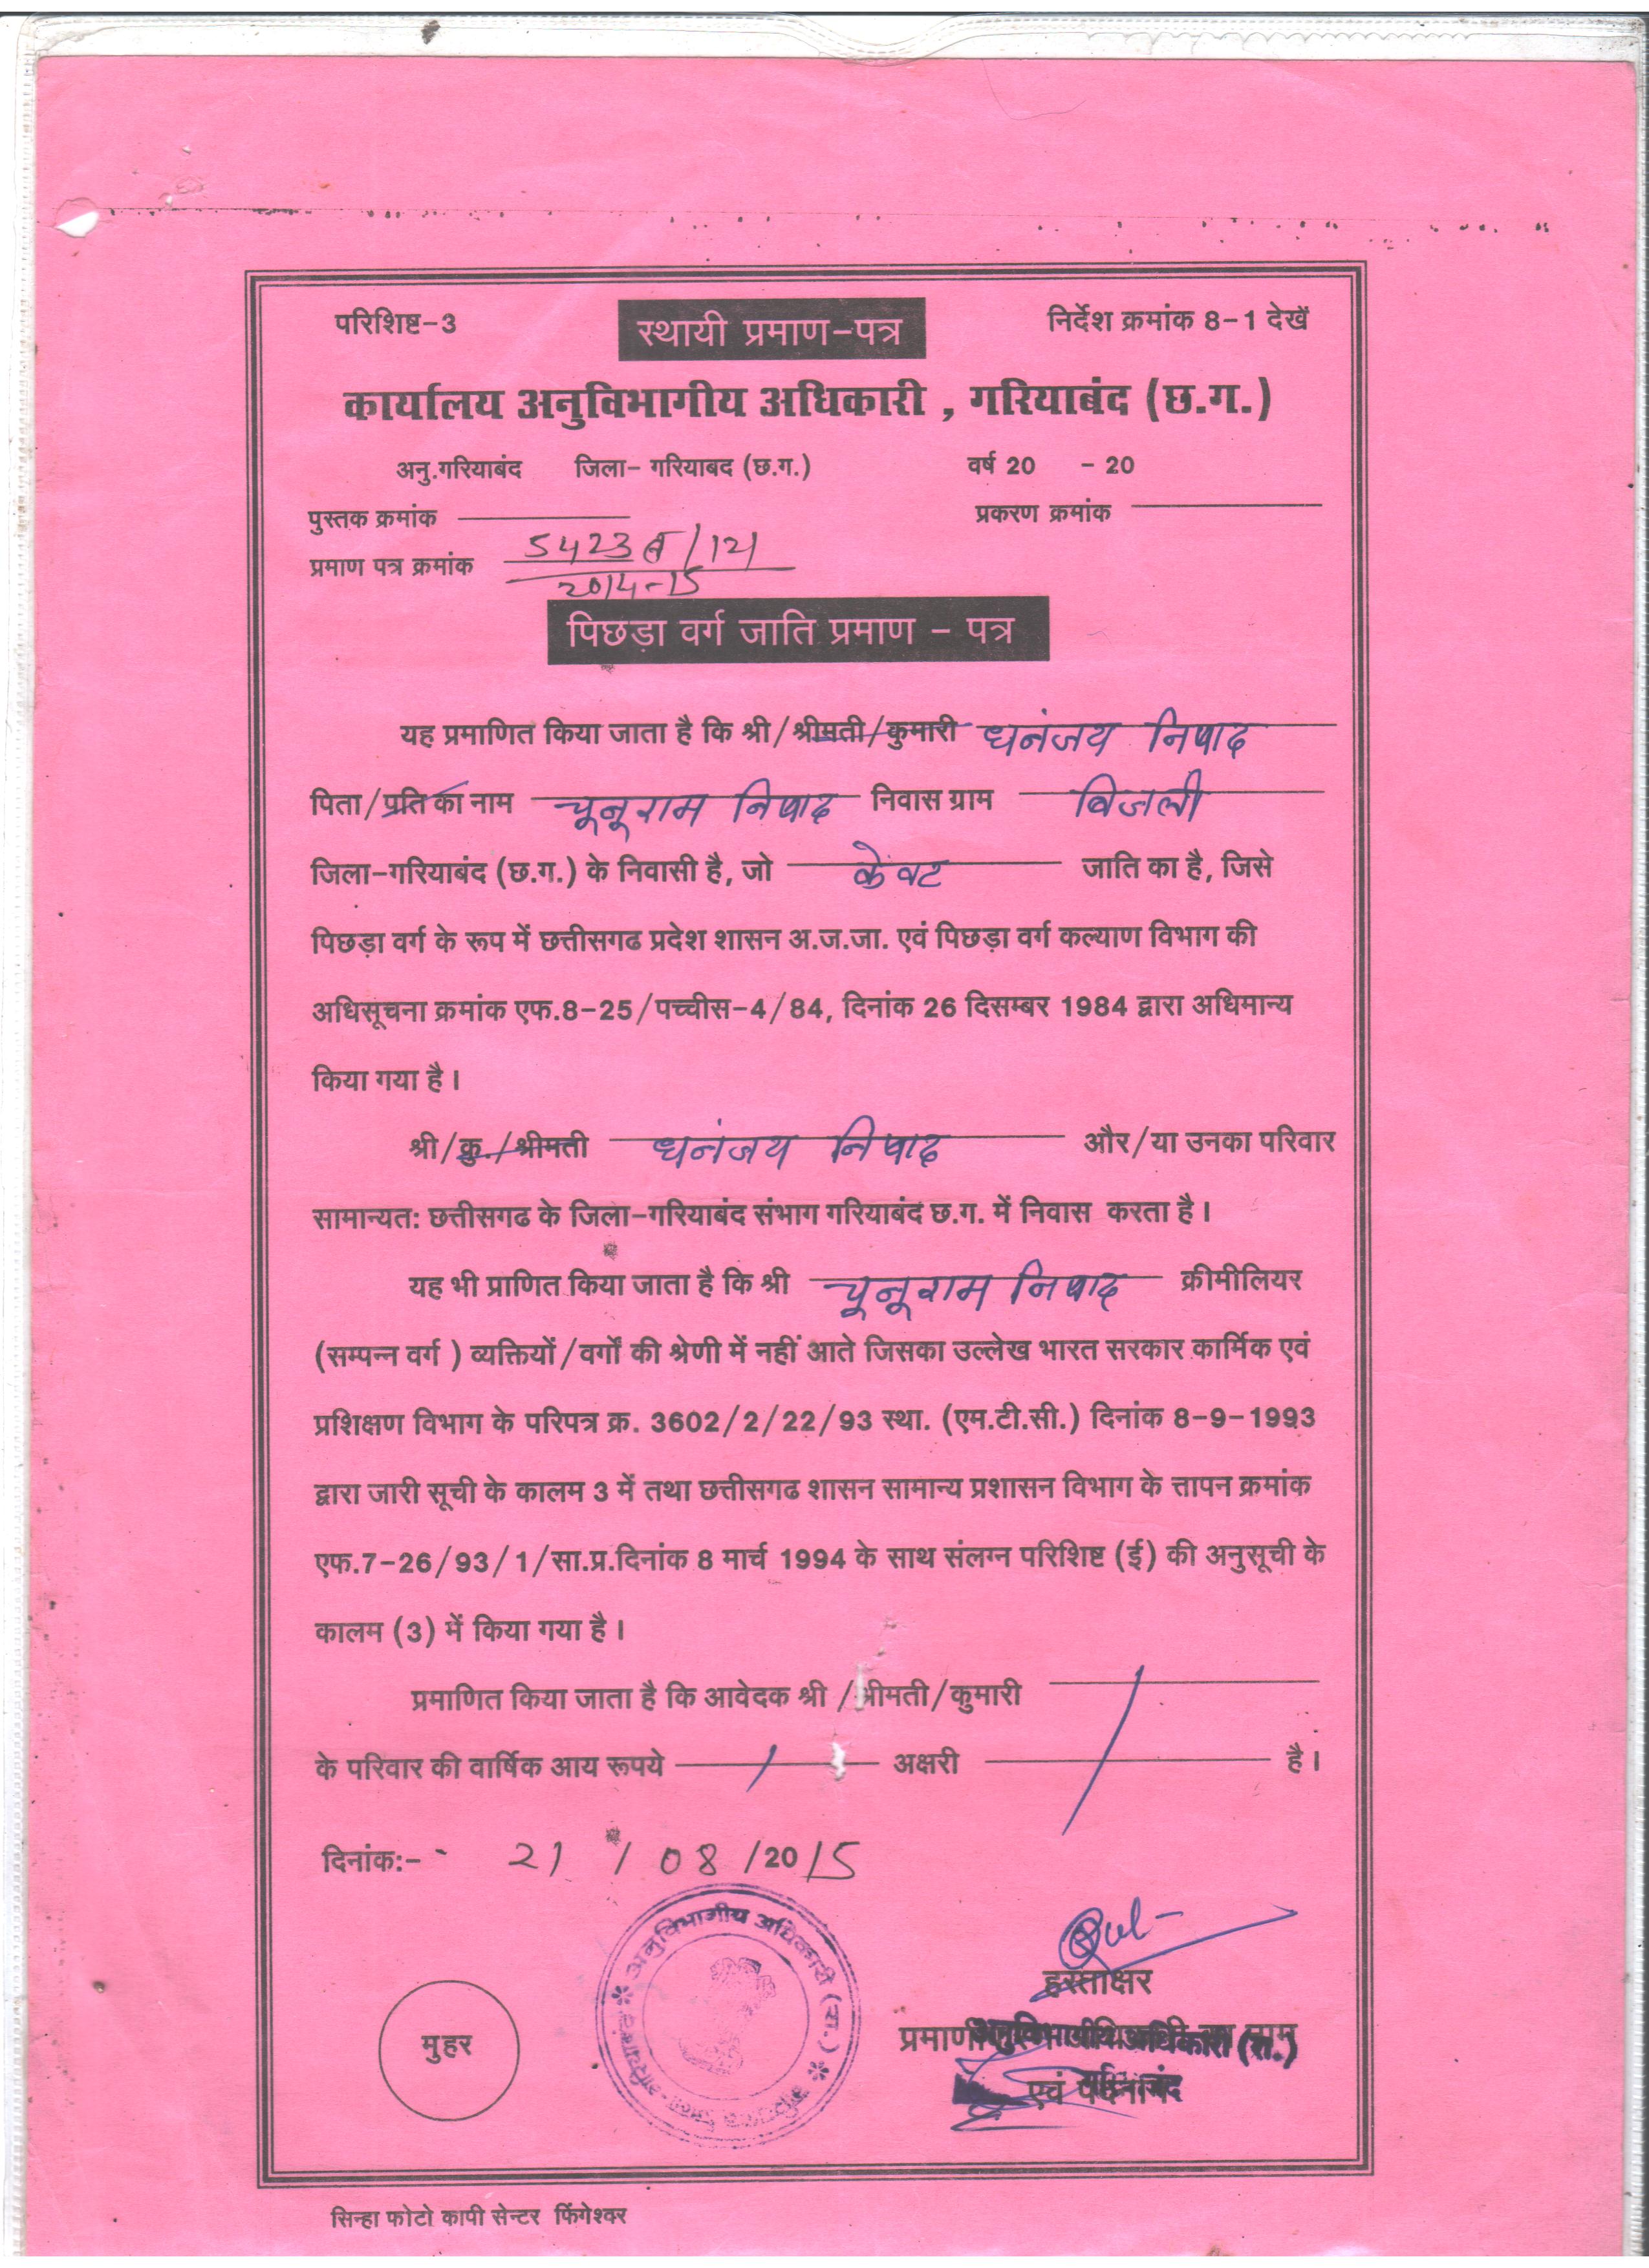 परिशिष्ट-3 स्थायी प्रमाण-पत्र निर्देश क्रमांक 8-1 देखें
कार्यालय अनुविभागीय अधिकारी , गरियाबंद (छ.ग.)
अनु.गरियाबंद जिला- गरियाबद (छ.ग.) वर्ष 20 - 20
पुस्तक क्रमांक प्रकरण क्रमांक
प्रमाण पत्र क्रमांक 5423 /121
2014-15
पिछड़ा वर्ग जाति प्रमाण - पत्र
यह प्रमाणित किया जाता है कि श्री/श्रीमती/कुमारी धनंजय निषाद
पिता/प्रति का नाम चूनूराम निषाद निवास ग्राम बिजली
जिला-गरियाबंद (छ.ग.) के निवासी है, जो केवट जाति का है, जिसे
पिछड़ा वर्ग के रूप में छत्तीसगढ प्रदेश शासन अ.ज.जा. एवं पिछड़ा वर्ग कल्याण विभाग की
अधिसूचना क्रमांक एफ.8-25/पच्चीस-4/84, दिनांक 26 दिसम्बर 1984 द्वारा अधिमान्य
किया गया है।
श्री/कु./श्रीमती धनंजय निषाद और/या उनका परिवार
सामान्यत: छत्तीसगढ के जिला-गरियाबंद संभाग गरियाबंद छ.ग. में निवास करता है।
यह भी प्राणित किया जाता है कि श्री चूनूराम निषाद क्रीमीलियर
(सम्पन्न वर्ग ) व्यक्तियों/वर्गों की श्रेणी में नहीं आते जिसका उल्लेख भारत सरकार कार्मिक एवं
प्रशिक्षण विभाग के परिपत्र क्र. 3602/2/22/93 स्था. (एम.टी.सी.) दिनांक 8-9-1993
द्वारा जारी सूची के कालम 3 में तथा छत्तीसगढ शासन सामान्य प्रशासन विभाग के त्तापन क्रमांक
एफ.7-26/93/1/सा.प्र.दिनांक 8 मार्च 1994 के साथ संलग्न परिशिष्ट (ई) की अनुसूची के
कालम (3) में किया गया है।
प्रमाणित किया जाता है कि आवेदक श्री /श्रीमती/कुमारी
के परिवार की वार्षिक आय रूपये अक्षरी है।
दिनांक:- 21 / 08 /2015
अनुविभागीय अधिकारी (रा.)
हस्ताक्षर
मुहर
अनुविभागीय अधिकारी (रा.)
एवं पदनाम
सिन्हा फोटो कापी सेन्टर फिंगेश्वर